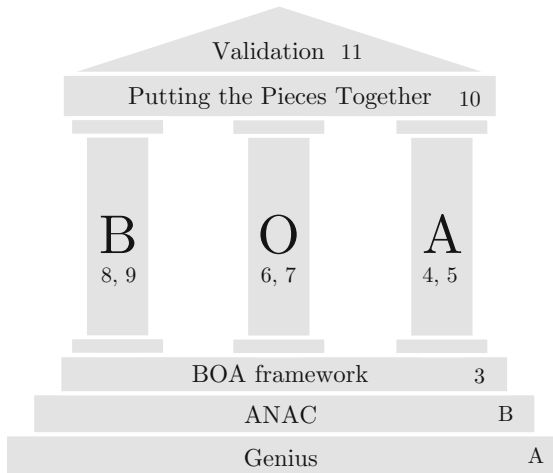 Validation 11
Putting the Pieces Together 10
B O A
8, 9 6, 7 4, 5
BOA framework 3
ANAC B
Genius A